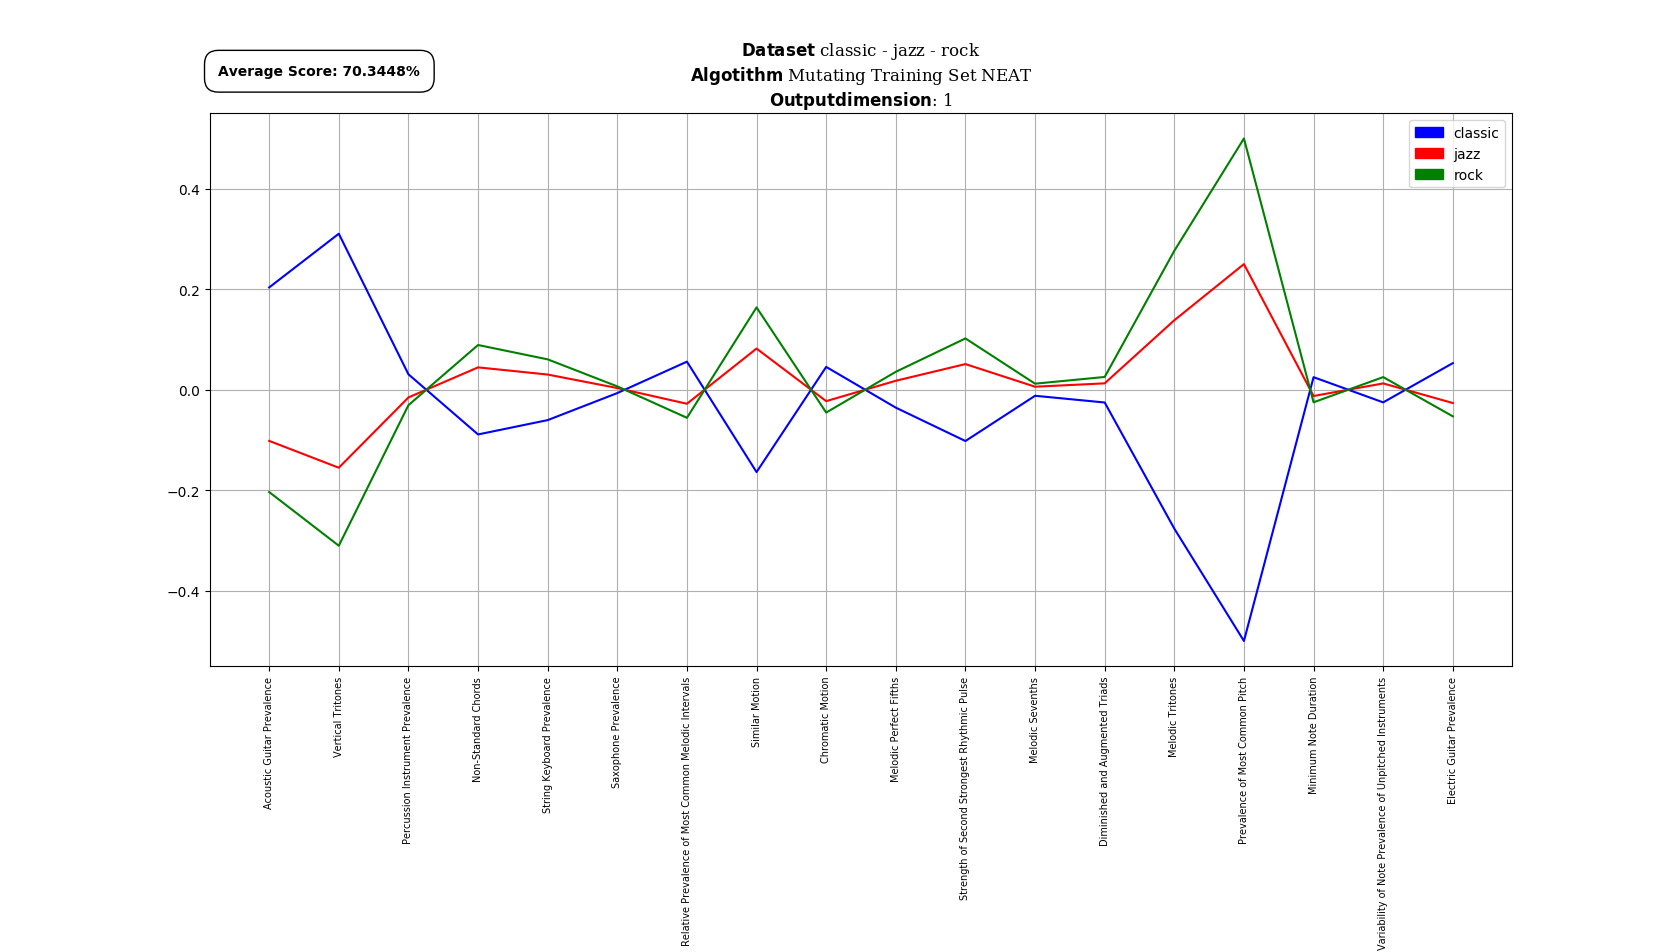 Dataset classic - jazz - rock
Average Score: 70.3448%
Algotithm Mutating Training Set NEAT
Outputdimension: 1
classic
jazz
rock
0.4
0.2
0.0
−0.2
−0.4
Acoustic Guitar Prevalence
Vertical Tritones
Percussion Instrument Prevalence
Non-Standard Chords
String Keyboard Prevalence
Saxophone Prevalence
Relative Prevalence of Most Common Melodic Intervals
Similar Motion
Chromatic Motion
Melodic Perfect Fifths
Strength of Second Strongest Rhythmic Pulse
Melodic Sevenths
Diminished and Augmented Triads
Melodic Tritones
Prevalence of Most Common Pitch
Minimum Note Duration
Variability of Note Prevalence of Unpitched Instruments
Electric Guitar Prevalence